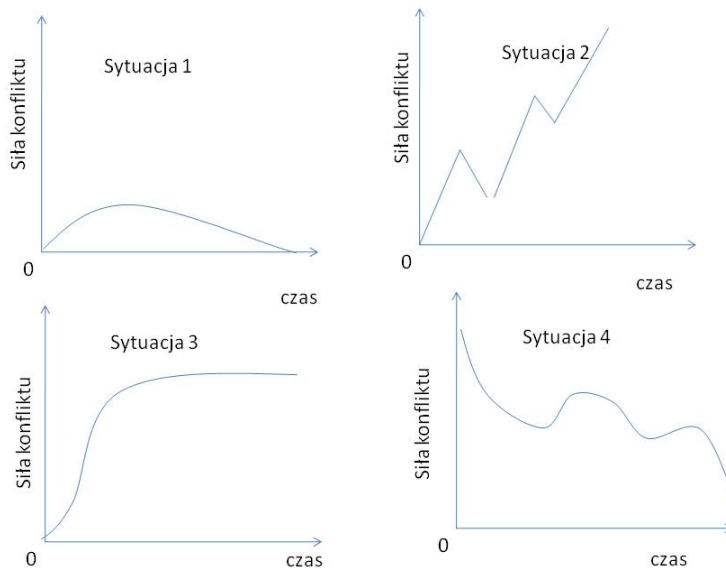 Sytuacja 1
Siła konfliktu
0
czas
Sytuacja 2
Siła konfliktu
0
czas
Sytuacja 3
Siła konfliktu
0
czas
Sytuacja 4
Siła konfliktu
0
czas